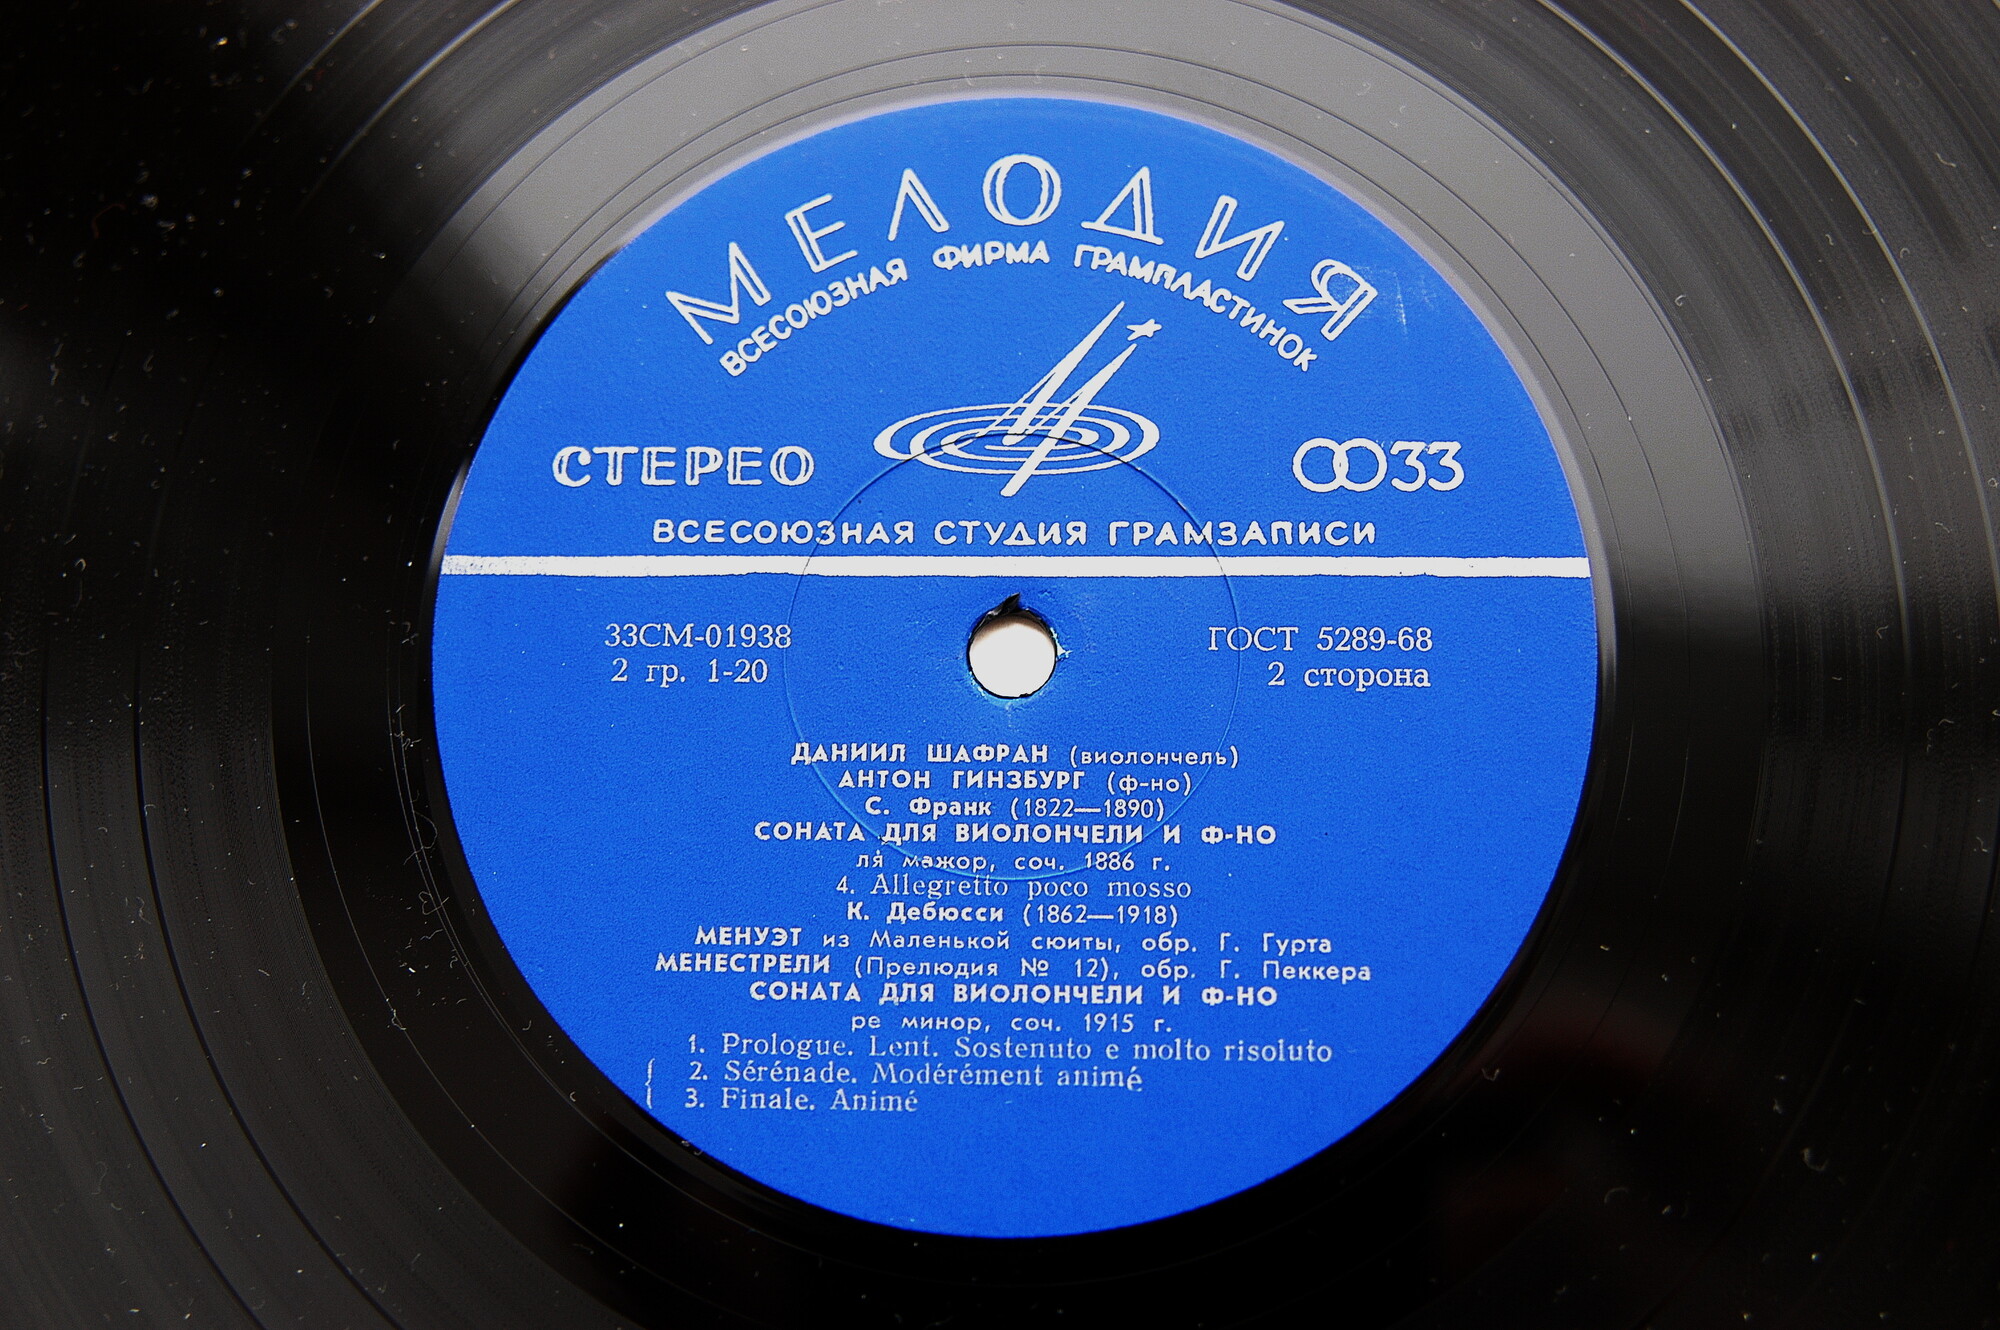 МЕЛОДИЯ
ВСЕСОЮЗНАЯ ФИРМА ГРАМПЛАСТИНОК
СТЕРЕО
0033
ВСЕСОЮЗНАЯ СТУДИЯ ГРАМЗАПИСИ
33СМ-01938
ГОСТ 5289-68
2 гр. 1-20
2 сторона
ДАНИИЛ ШАФРАН (виолончель)
АНТОН ГИНЗБУРГ (ф-но)
С. Франк (1822—1890)
СОНАТА ДЛЯ ВИОЛОНЧЕЛИ И Ф-НО
ля мажор, соч. 1886 г.
4. Allegretto poco mosso
К. Дебюсси (1862—1918)
МЕНУЭТ из Маленькой сюиты, обр. Г. Гурта
МЕНЕСТРЕЛИ (Прелюдия № 12), обр. Г. Пеккера
СОНАТА ДЛЯ ВИОЛОНЧЕЛИ И Ф-НО
ре минор, соч. 1915 г.
1. Prologue. Lent. Sostenuto e molto risoluto
2. Sérénade. Modérément animé
3. Finale. Animé